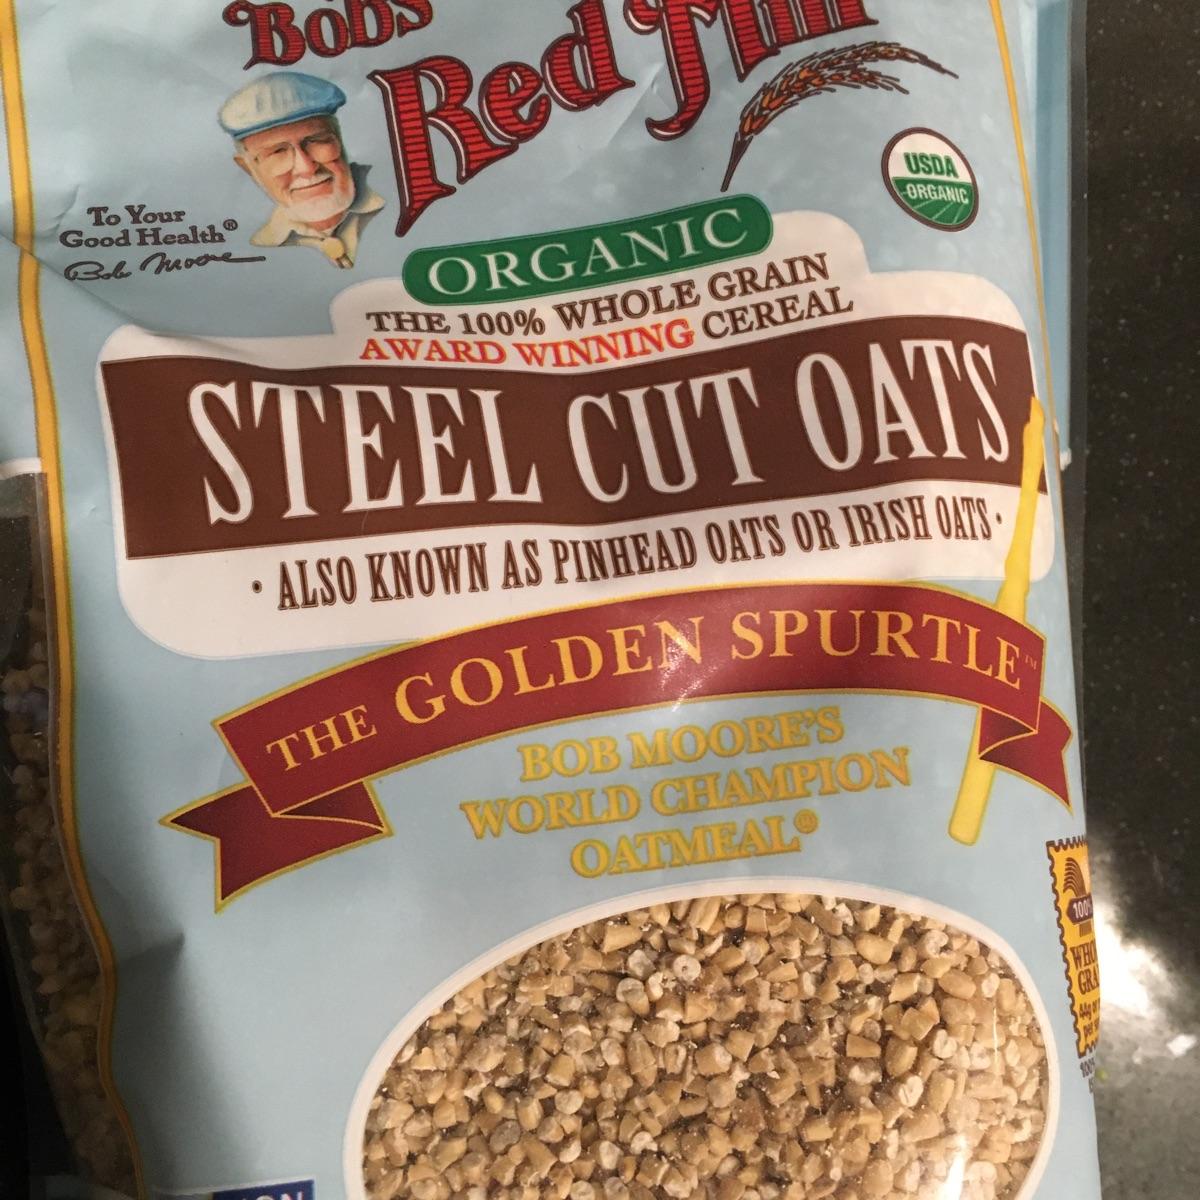 Bob's
Red Mill
USDA
ORGANIC
To Your
Good Health®
Bob Moore
ORGANIC
THE 100% WHOLE GRAIN
AWARD WINNING CEREAL
STEEL CUT OATS
· ALSO KNOWN AS PINHEAD OATS OR IRISH OATS ·
THE GOLDEN SPURTLE™
BOB MOORE'S
WORLD CHAMPION
OATMEAL®
100%